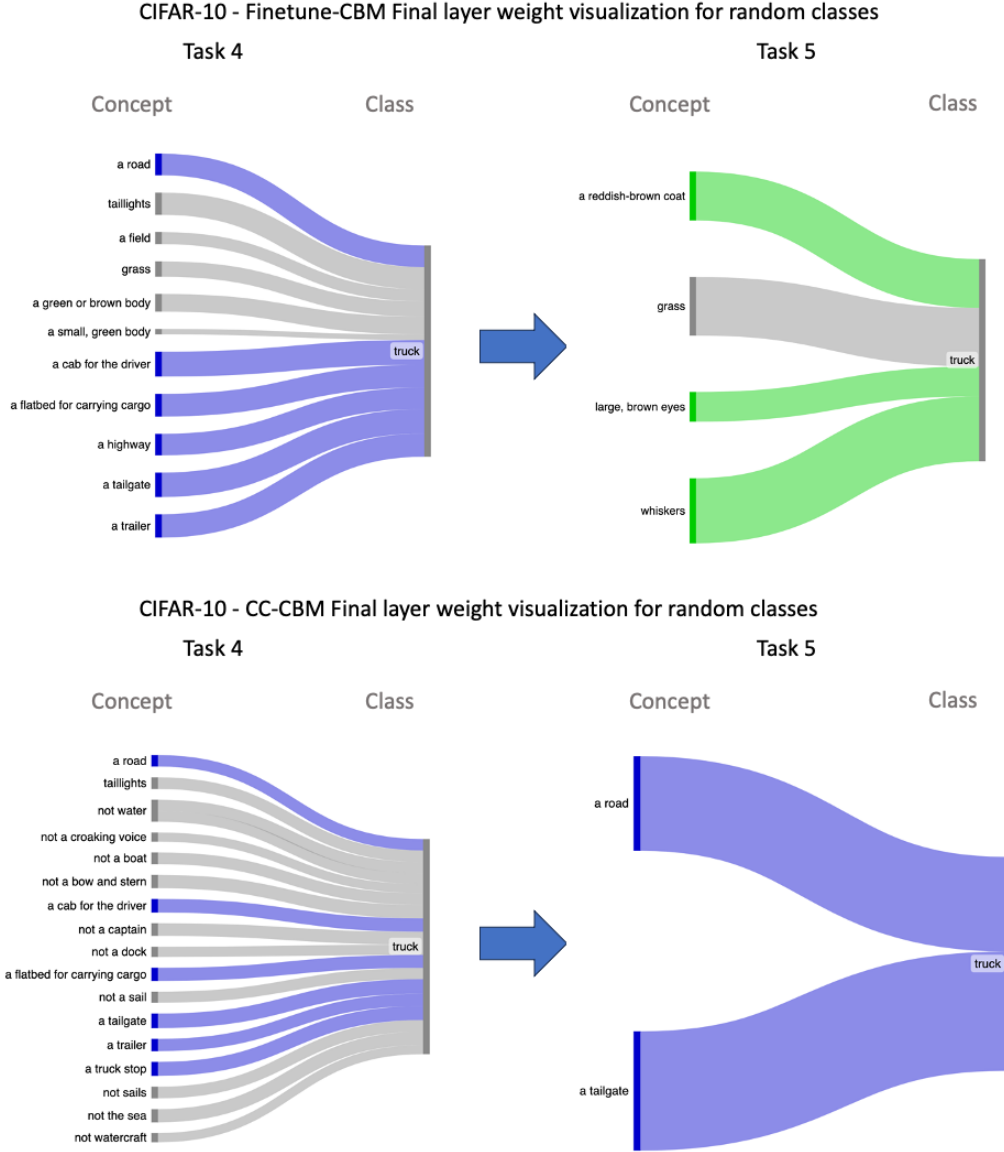 CIFAR-10 - Finetune-CBM Final layer weight visualization for random classes
Task 4
Task 5
Concept
Class
Concept
Class
a road
taillights
a field
grass
a green or brown body
a small, green body
a cab for the driver
a flatbed for carrying cargo
a highway
a tailgate
a trailer
truck
a reddish-brown coat
grass
large, brown eyes
whiskers
truck
CIFAR-10 - CC-CBM Final layer weight visualization for random classes
Task 4
Task 5
Concept
Class
Concept
Class
a road
taillights
not water
not a croaking voice
not a boat
not a bow and stern
a cab for the driver
not a captain
not a dock
a flatbed for carrying cargo
not a sail
a tailgate
a trailer
a truck stop
not sails
not the sea
not watercraft
truck
a road
a tailgate
truck